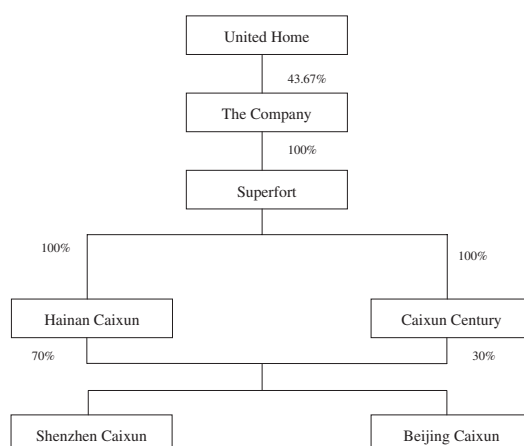 United Home
43.67%
The Company
100%
Superfort
100%
100%
Hainan Caixun
Caixun Century
70%
30%
Shenzhen Caixun
Beijing Caixun